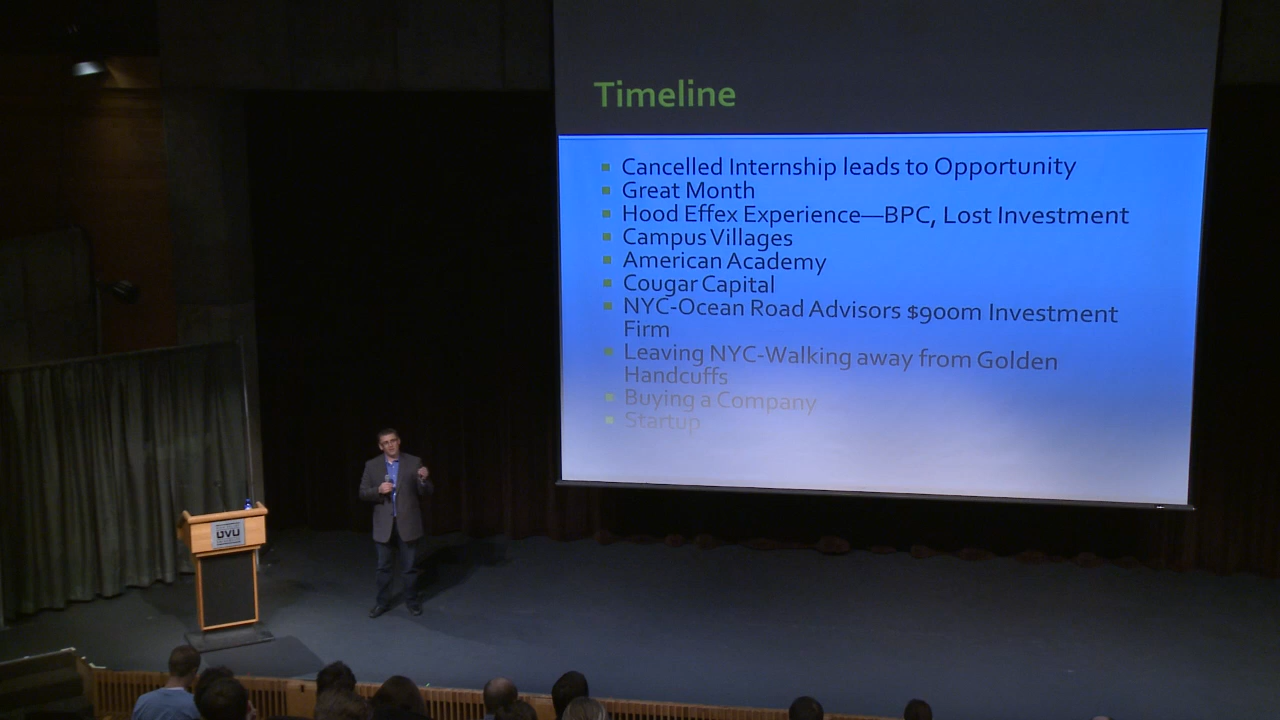 Timeline
Cancelled Internship leads to Opportunity
Great Month
Hood Effex Experience—BPC, Lost Investment
Campus Villages
American Academy
Cougar Capital
NYC-Ocean Road Advisors $900m Investment
Firm
Leaving NYC-Walking away from Golden
Handcuffs
Buying a Company
Startup
UVU